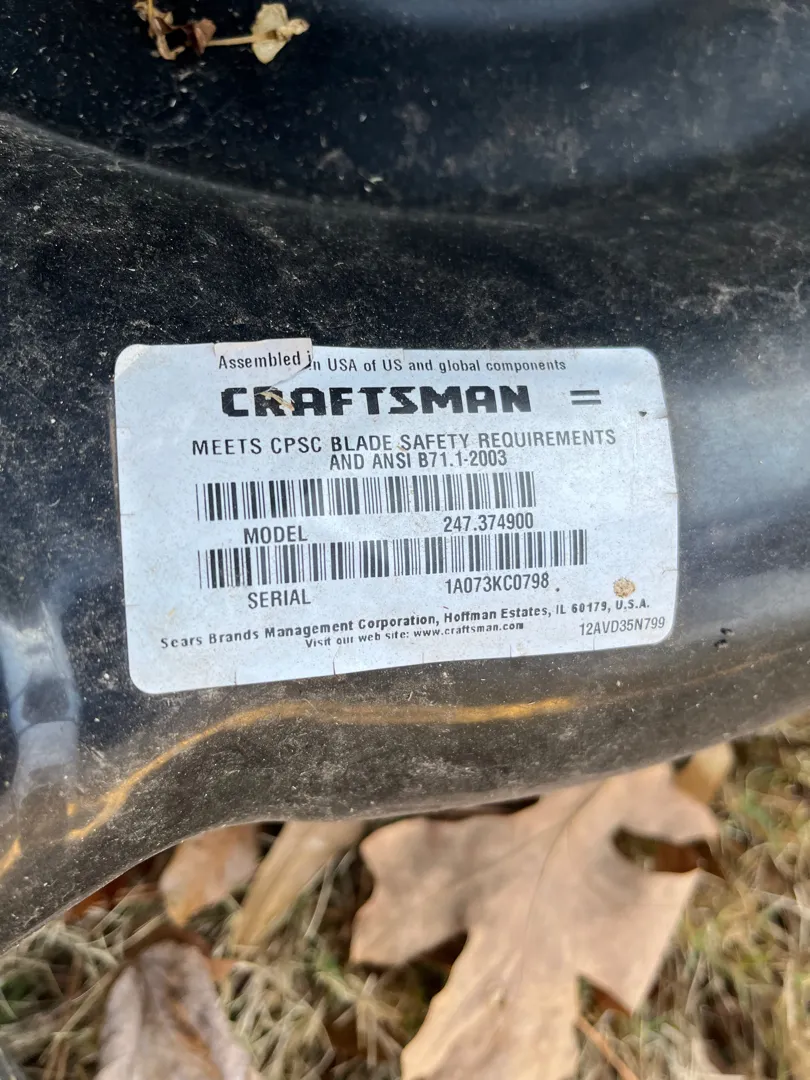 Assembled in USA of US and global components
CRAFTSMAN
MEETS CPSC BLADE SAFETY REQUIREMENTS
AND ANSI B71.1-2003
MODEL 247.374900
SERIAL 1A073KC0798
Sears Brands Management Corporation, Hoffman Estates, IL 60179, U.S.A.
Visit our web site: www.craftsman.com
12AVD35N799